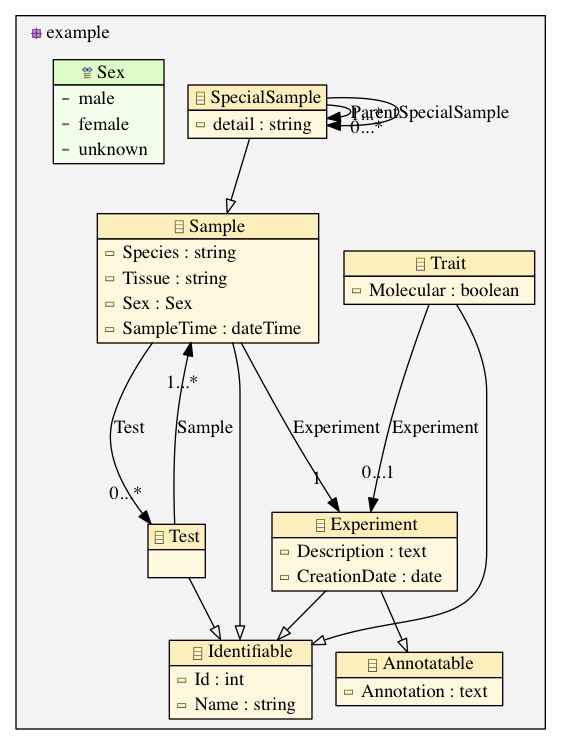 example
Sex
male
female
unknown
SpecialSample
detail : string
ParentSpecialSample
0...*
Sample
Species : string
Tissue : string
Sex : Sex
SampleTime : dateTime
Trait
Molecular : boolean
1...*
Test
Sample
Experiment
Experiment
0...*
1
0...1
Test
Experiment
Description : text
CreationDate : date
Identifiable
Id : int
Name : string
Annotatable
Annotation : text